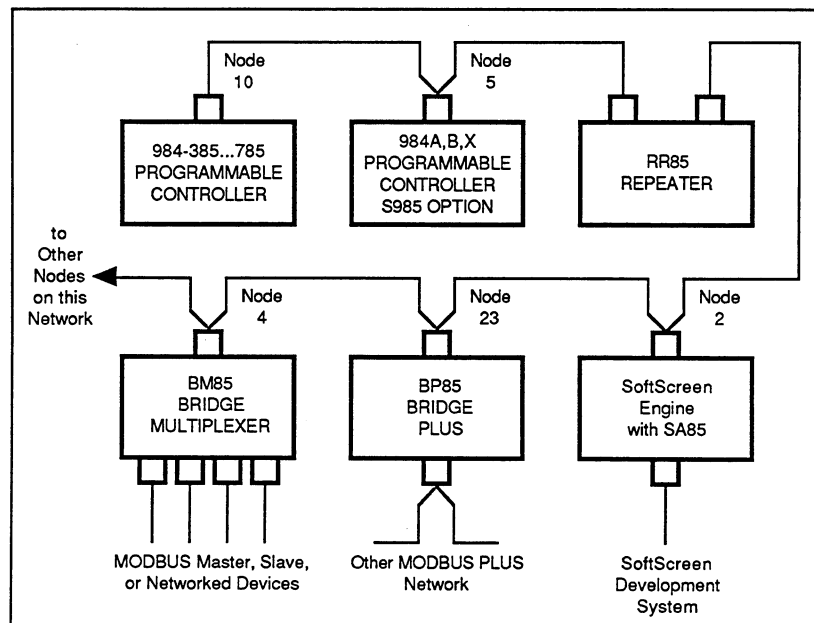 Node
10
Node
5
984-385...785
PROGRAMMABLE
CONTROLLER
984A,B,X
PROGRAMMABLE
CONTROLLER
S985 OPTION
RR85
REPEATER
to
Other
Nodes
on this
Network
Node
4
Node
23
Node
2
BM85
BRIDGE
MULTIPLEXER
BP85
BRIDGE
PLUS
SoftScreen
Engine
with SA85
MODBUS Master, Slave,
or Networked Devices
Other MODBUS PLUS
Network
SoftScreen
Development
System